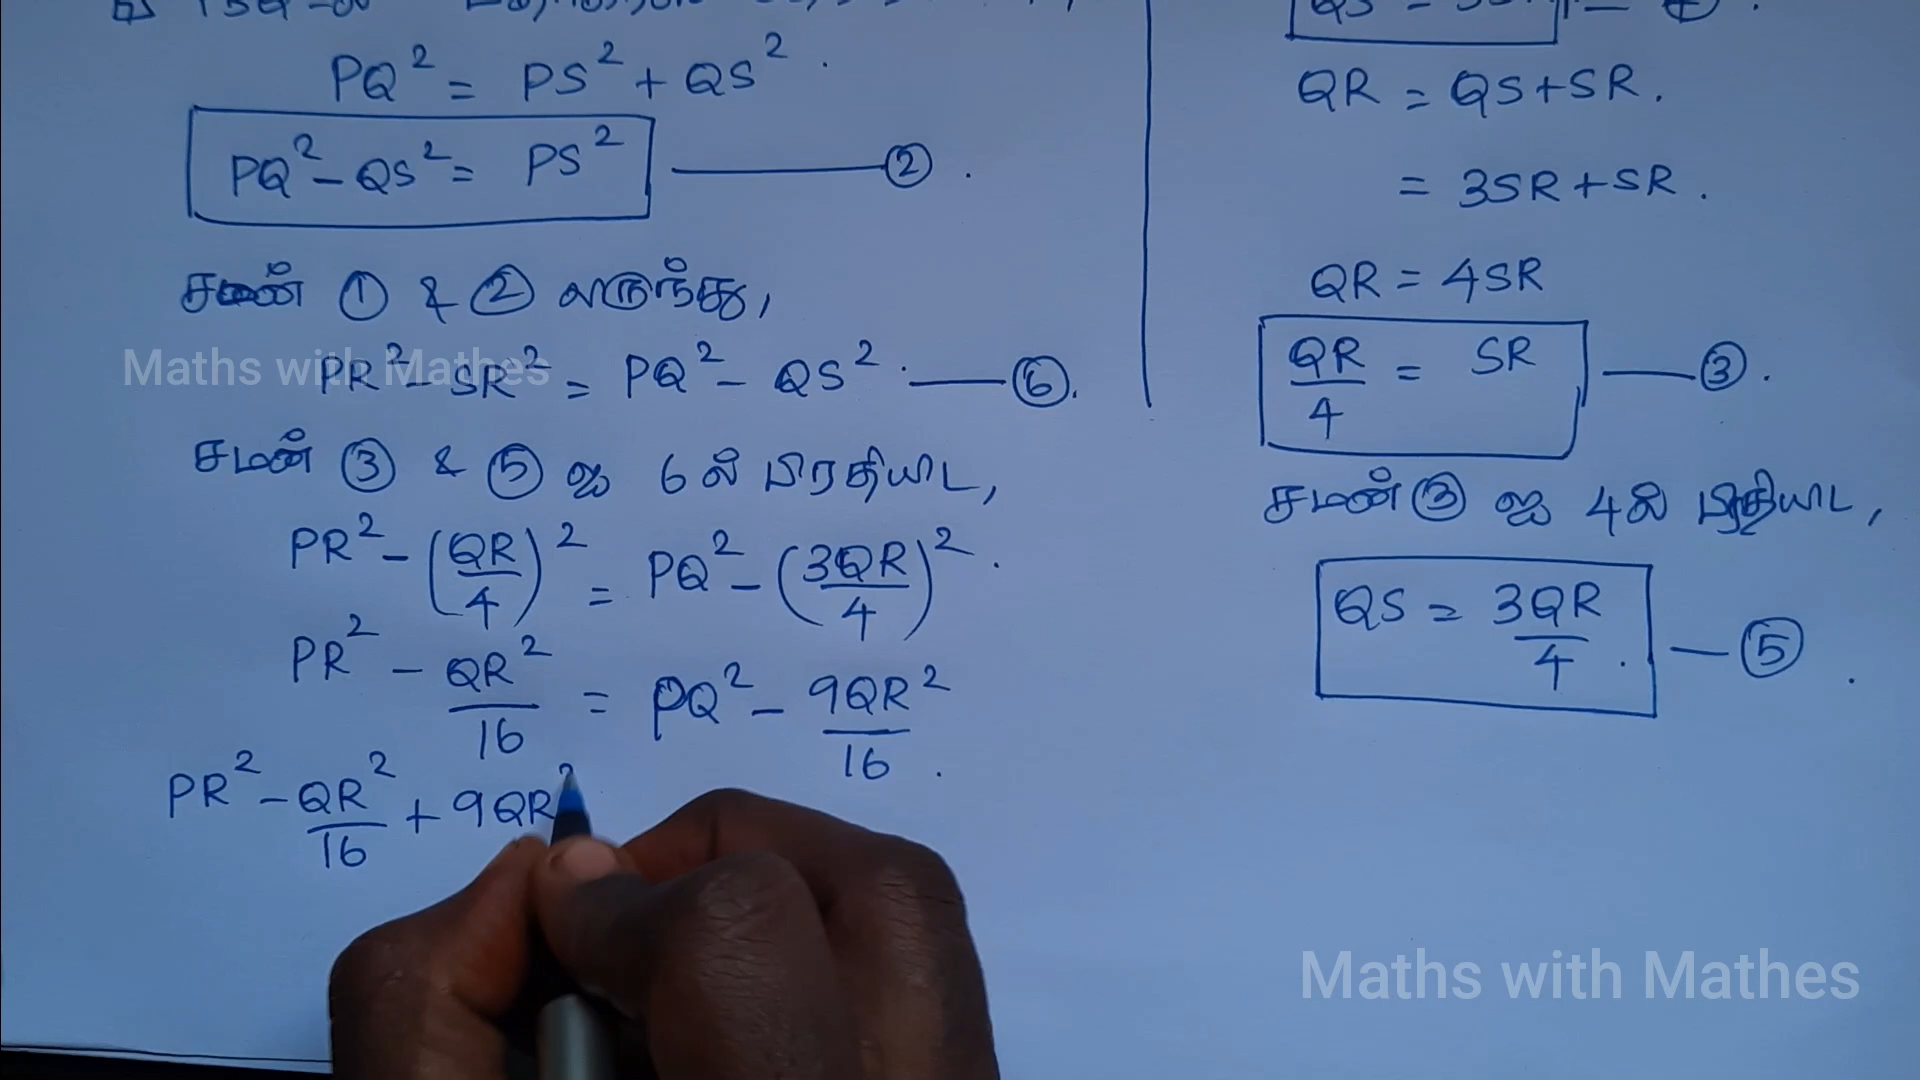 PQ² = PS² + QS².
PQ² - QS² = PS² —— ②.
சமன் ① & ② லிருந்து,
PR² - SR² = PQ² - QS². —— ⑥.
சமன் ③ & ⑤ ஐ 6ல் பிரதியிட,
PR² - (QR/4)² = PQ² - (3QR/4)².
PR² - QR²/16 = PQ² - 9QR²/16.
PR² - QR²/16 + 9QR²
QR = QS + SR.
= 3SR + SR.
QR = 4SR
QR/4 = SR —— ③.
சமன் ③ ஐ 4ல் பிரதியிட,
QS = 3QR/4. — ⑤.
Maths with Mathes
Maths with Mathes